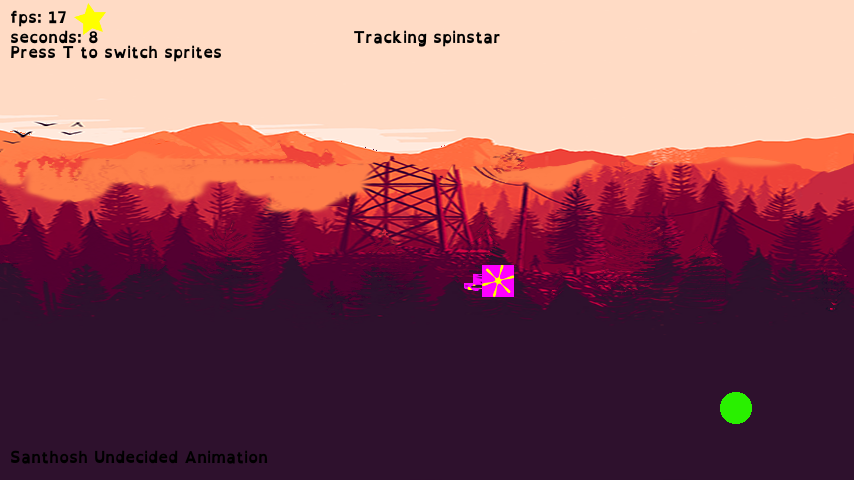 fps: 17
seconds: 8
Press T to switch sprites
Tracking spinstar
Santhosh Undecided Animation